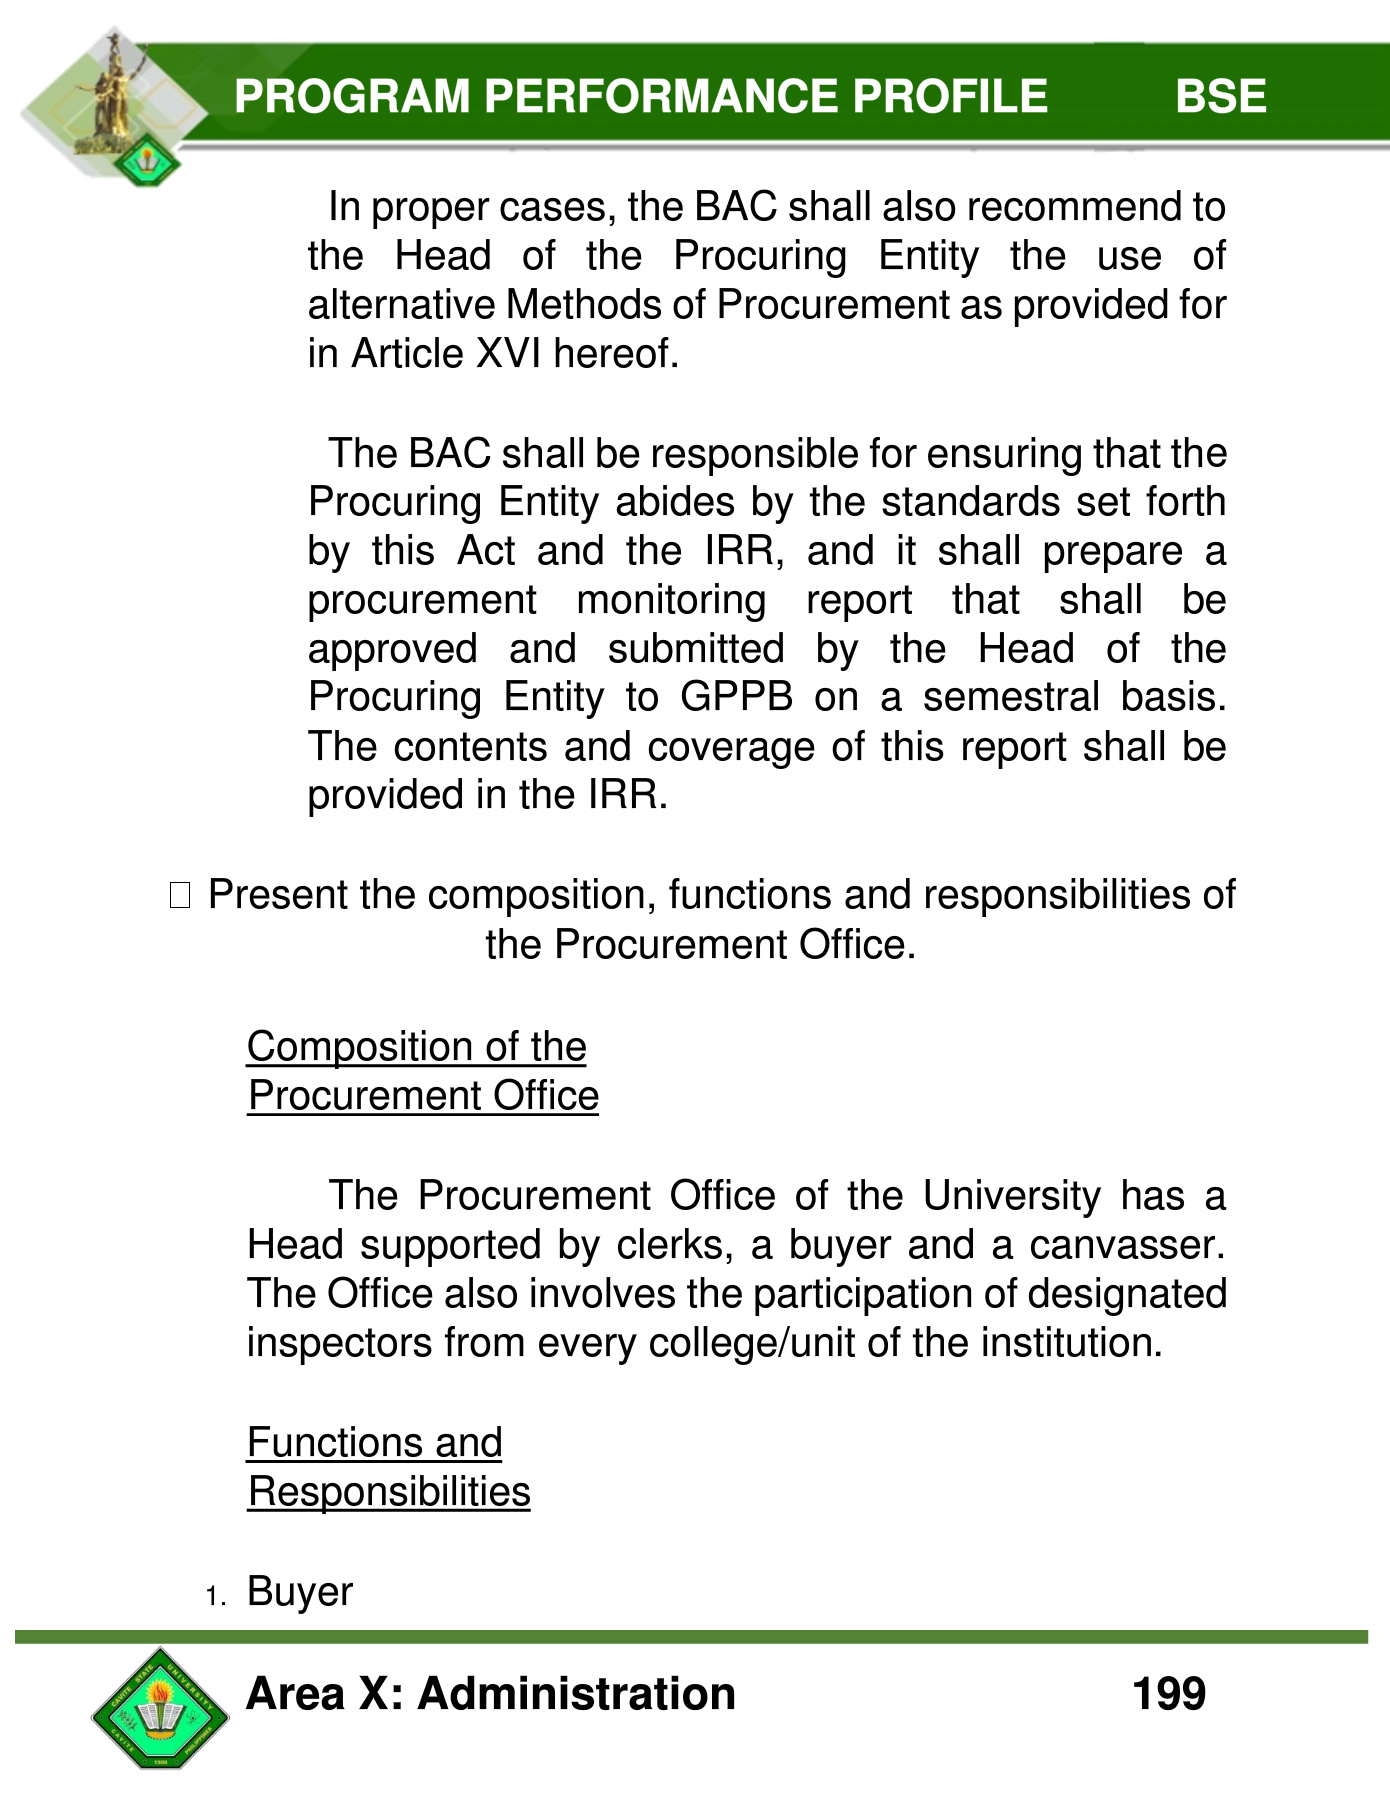 PROGRAM PERFORMANCE PROFILE BSE
In proper cases, the BAC shall also recommend to
the Head of the Procuring Entity the use of
alternative Methods of Procurement as provided for
in Article XVI hereof.
The BAC shall be responsible for ensuring that the
Procuring Entity abides by the standards set forth
by this Act and the IRR, and it shall prepare a
procurement monitoring report that shall be
approved and submitted by the Head of the
Procuring Entity to GPPB on a semestral basis.
The contents and coverage of this report shall be
provided in the IRR.
Present the composition, functions and responsibilities of
the Procurement Office.
Composition of the
Procurement Office
The Procurement Office of the University has a
Head supported by clerks, a buyer and a canvasser.
The Office also involves the participation of designated
inspectors from every college/unit of the institution.
Functions and
Responsibilities
1. Buyer
Area X: Administration 199
CAVITE STATE UNIVERSITY
CAVITE PHILIPPINES
1906